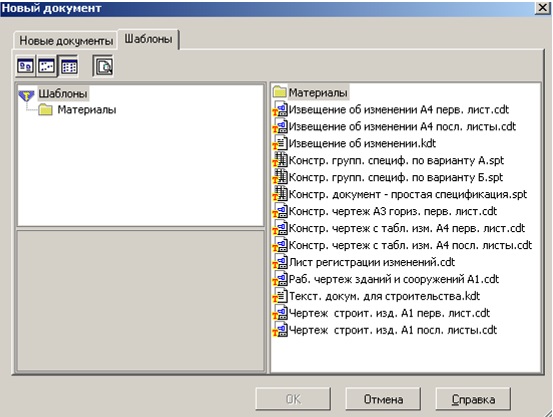 Новый документ
Новые документы
Шаблоны
Шаблоны
Материалы
Материалы
Извещение об изменении А4 перв. лист.cdt
Извещение об изменении А4 посл. листы.cdt
Извещение об изменении.kdt
Констр. групп. специф. по варианту А.spt
Констр. групп. специф. по варианту Б.spt
Констр. документ - простая спецификация.spt
Констр. чертеж А3 гориз. перв. лист.cdt
Констр. чертеж с табл. изм. А4 перв. лист.cdt
Констр. чертеж с табл. изм. А4 посл. листы.cdt
Лист регистрации изменений.cdt
Раб. чертеж зданий и сооружений А1.cdt
Текст. докум. для строительства.kdt
Чертеж строит. изд. А1 перв. лист.cdt
Чертеж строит. изд. А1 посл. листы.cdt
OK
Отмена
Справка